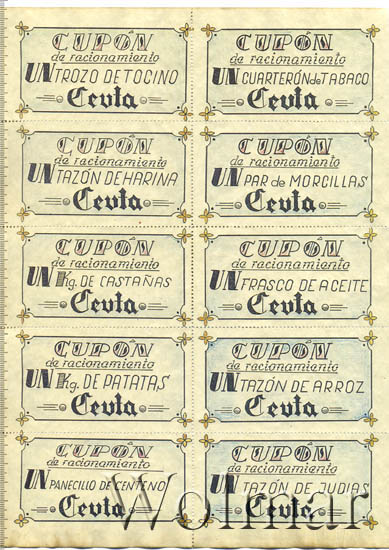 CUPÓN
de racionamiento
UN TROZO DE TOCINO
Ceuta
CUPÓN
de racionamiento
UN CUARTERÓN de TABACO
Ceuta
CUPÓN
de racionamiento
UN TAZÓN DE HARINA
Ceuta
CUPÓN
de racionamiento
UN PAR DE MORCILLAS
Ceuta
CUPÓN
de racionamiento
UN Kg. DE CASTAÑAS
Ceuta
CUPÓN
de racionamiento
UN FRASCO DE ACEITE
Ceuta
CUPÓN
de racionamiento
UN Kg. DE PATATAS
Ceuta
CUPÓN
de racionamiento
UN TAZÓN DE ARROZ
Ceuta
CUPÓN
de racionamiento
UN PANECILLO DE CENTENO
Ceuta
CUPÓN
de racionamiento
UN TAZÓN DE JUDIAS
Ceuta
Wolmar